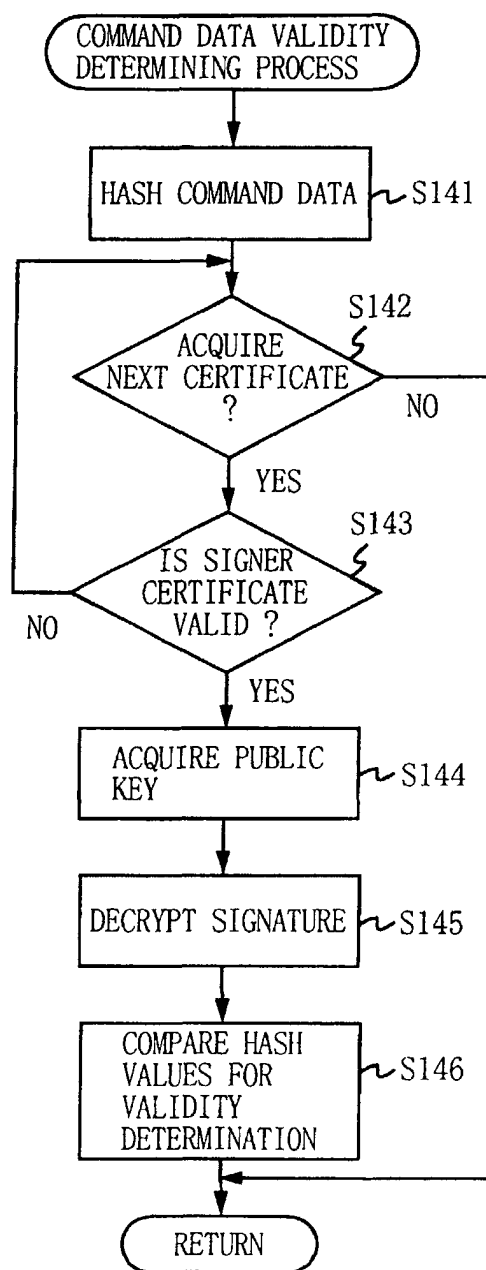 COMMAND DATA VALIDITY
DETERMINING PROCESS
HASH COMMAND DATA
S141
S142
ACQUIRE
NEXT CERTIFICATE
?
NO
YES
S143
IS SIGNER
CERTIFICATE
VALID ?
NO
YES
ACQUIRE PUBLIC
KEY
S144
DECRYPT SIGNATURE
S145
COMPARE HASH
VALUES FOR
VALIDITY
DETERMINATION
S146
RETURN